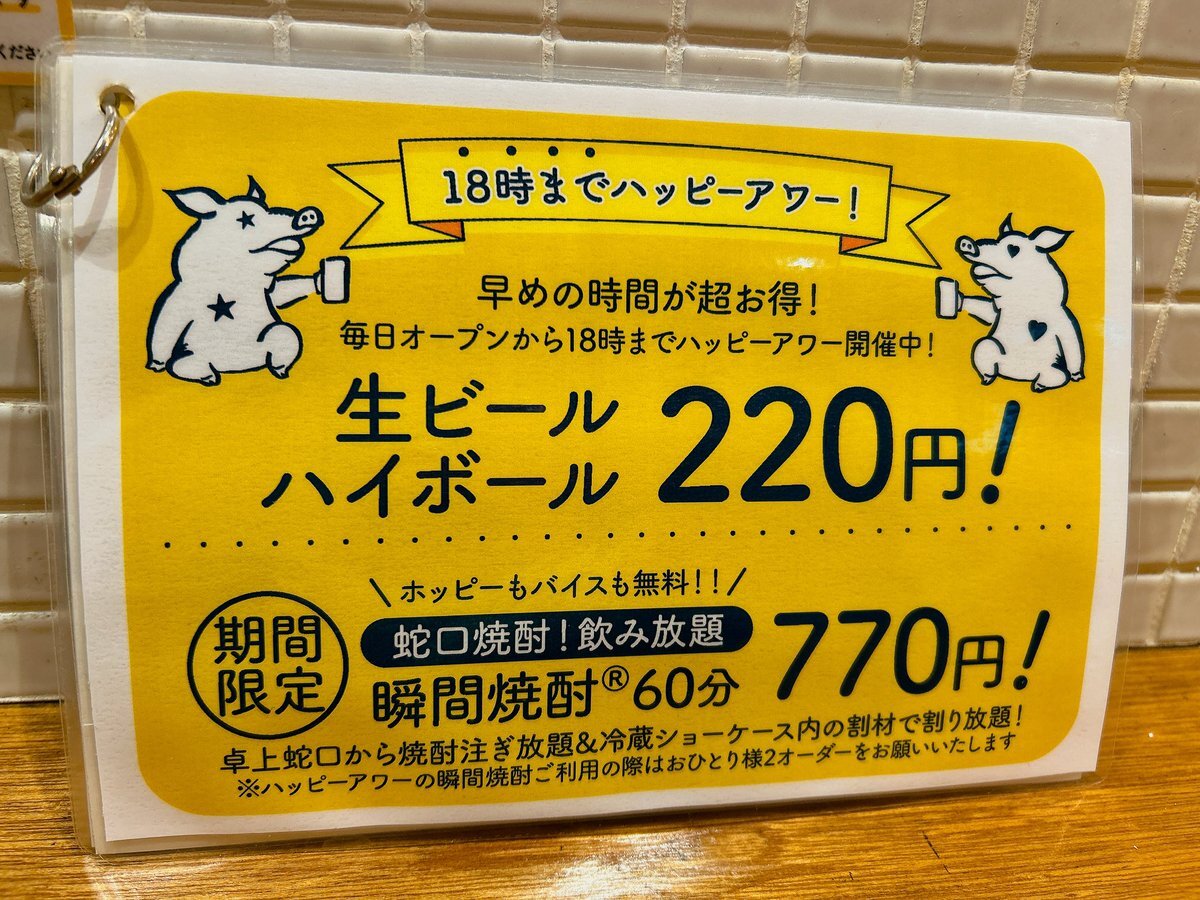 ください
18時までハッピーアワー!
早めの時間が超お得!
毎日オープンから18時までハッピーアワー開催中!
生ビール
ハイボール
220円!
\ホッピーもバイスも無料!!/
期間
限定
蛇口焼酎!飲み放題
瞬間焼酎®60分
770円!
卓上蛇口から焼酎注ぎ放題&冷蔵ショーケース内の割材で割り放題!
※ハッピーアワーの瞬間焼酎ご利用の際はおひとり様2オーダーをお願いいたします